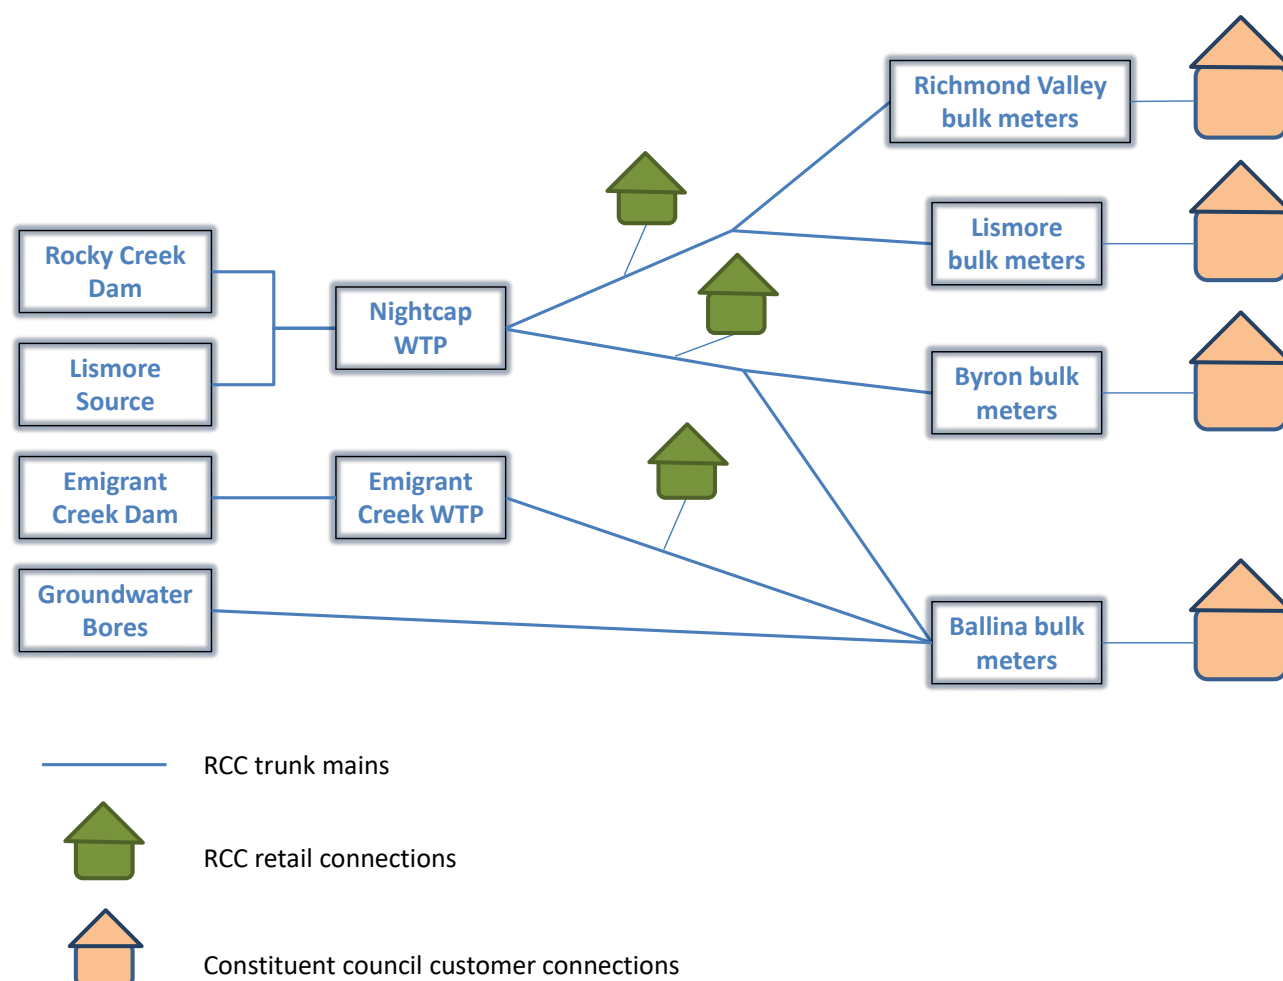 Richmond Valley
bulk meters
Rocky Creek
Dam
Lismore
bulk meters
Nightcap
WTP
Lismore
Source
Byron bulk
meters
Emigrant
Creek Dam
Emigrant
Creek WTP
Groundwater
Bores
Ballina bulk
meters
RCC trunk mains
RCC retail connections
Constituent council customer connections